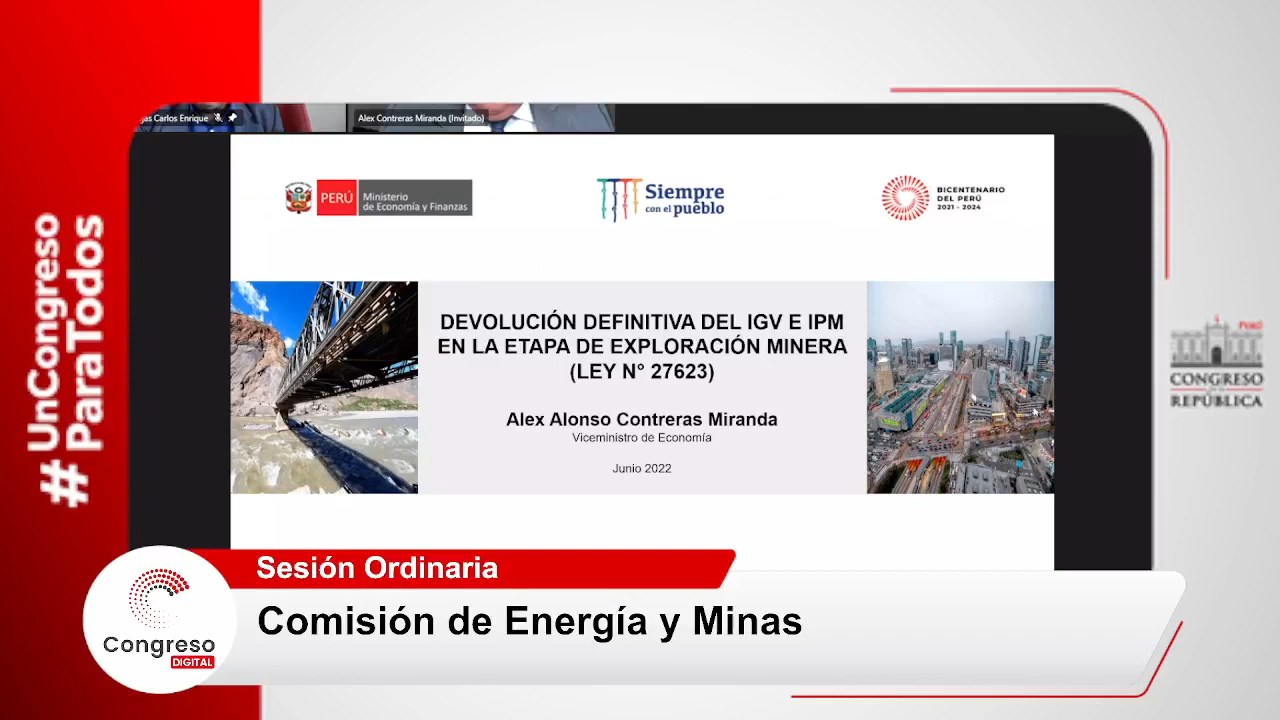 #UnCongreso
ParaTodos
Carlos Enrique
Alex Contreras Miranda (Invitado)
PERÚ
Ministerio
de Economía y Finanzas
Siempre
con el pueblo
BICENTENARIO
DEL PERÚ
2021 - 2024
DEVOLUCIÓN DEFINITIVA DEL IGV E IPM
EN LA ETAPA DE EXPLORACIÓN MINERA
(LEY N° 27623)
Alex Alonso Contreras Miranda
Viceministro de Economía
Junio 2022
PERÚ
CONGRESO
REPÚBLICA
Sesión Ordinaria
Comisión de Energía y Minas
Congreso
DIGITAL